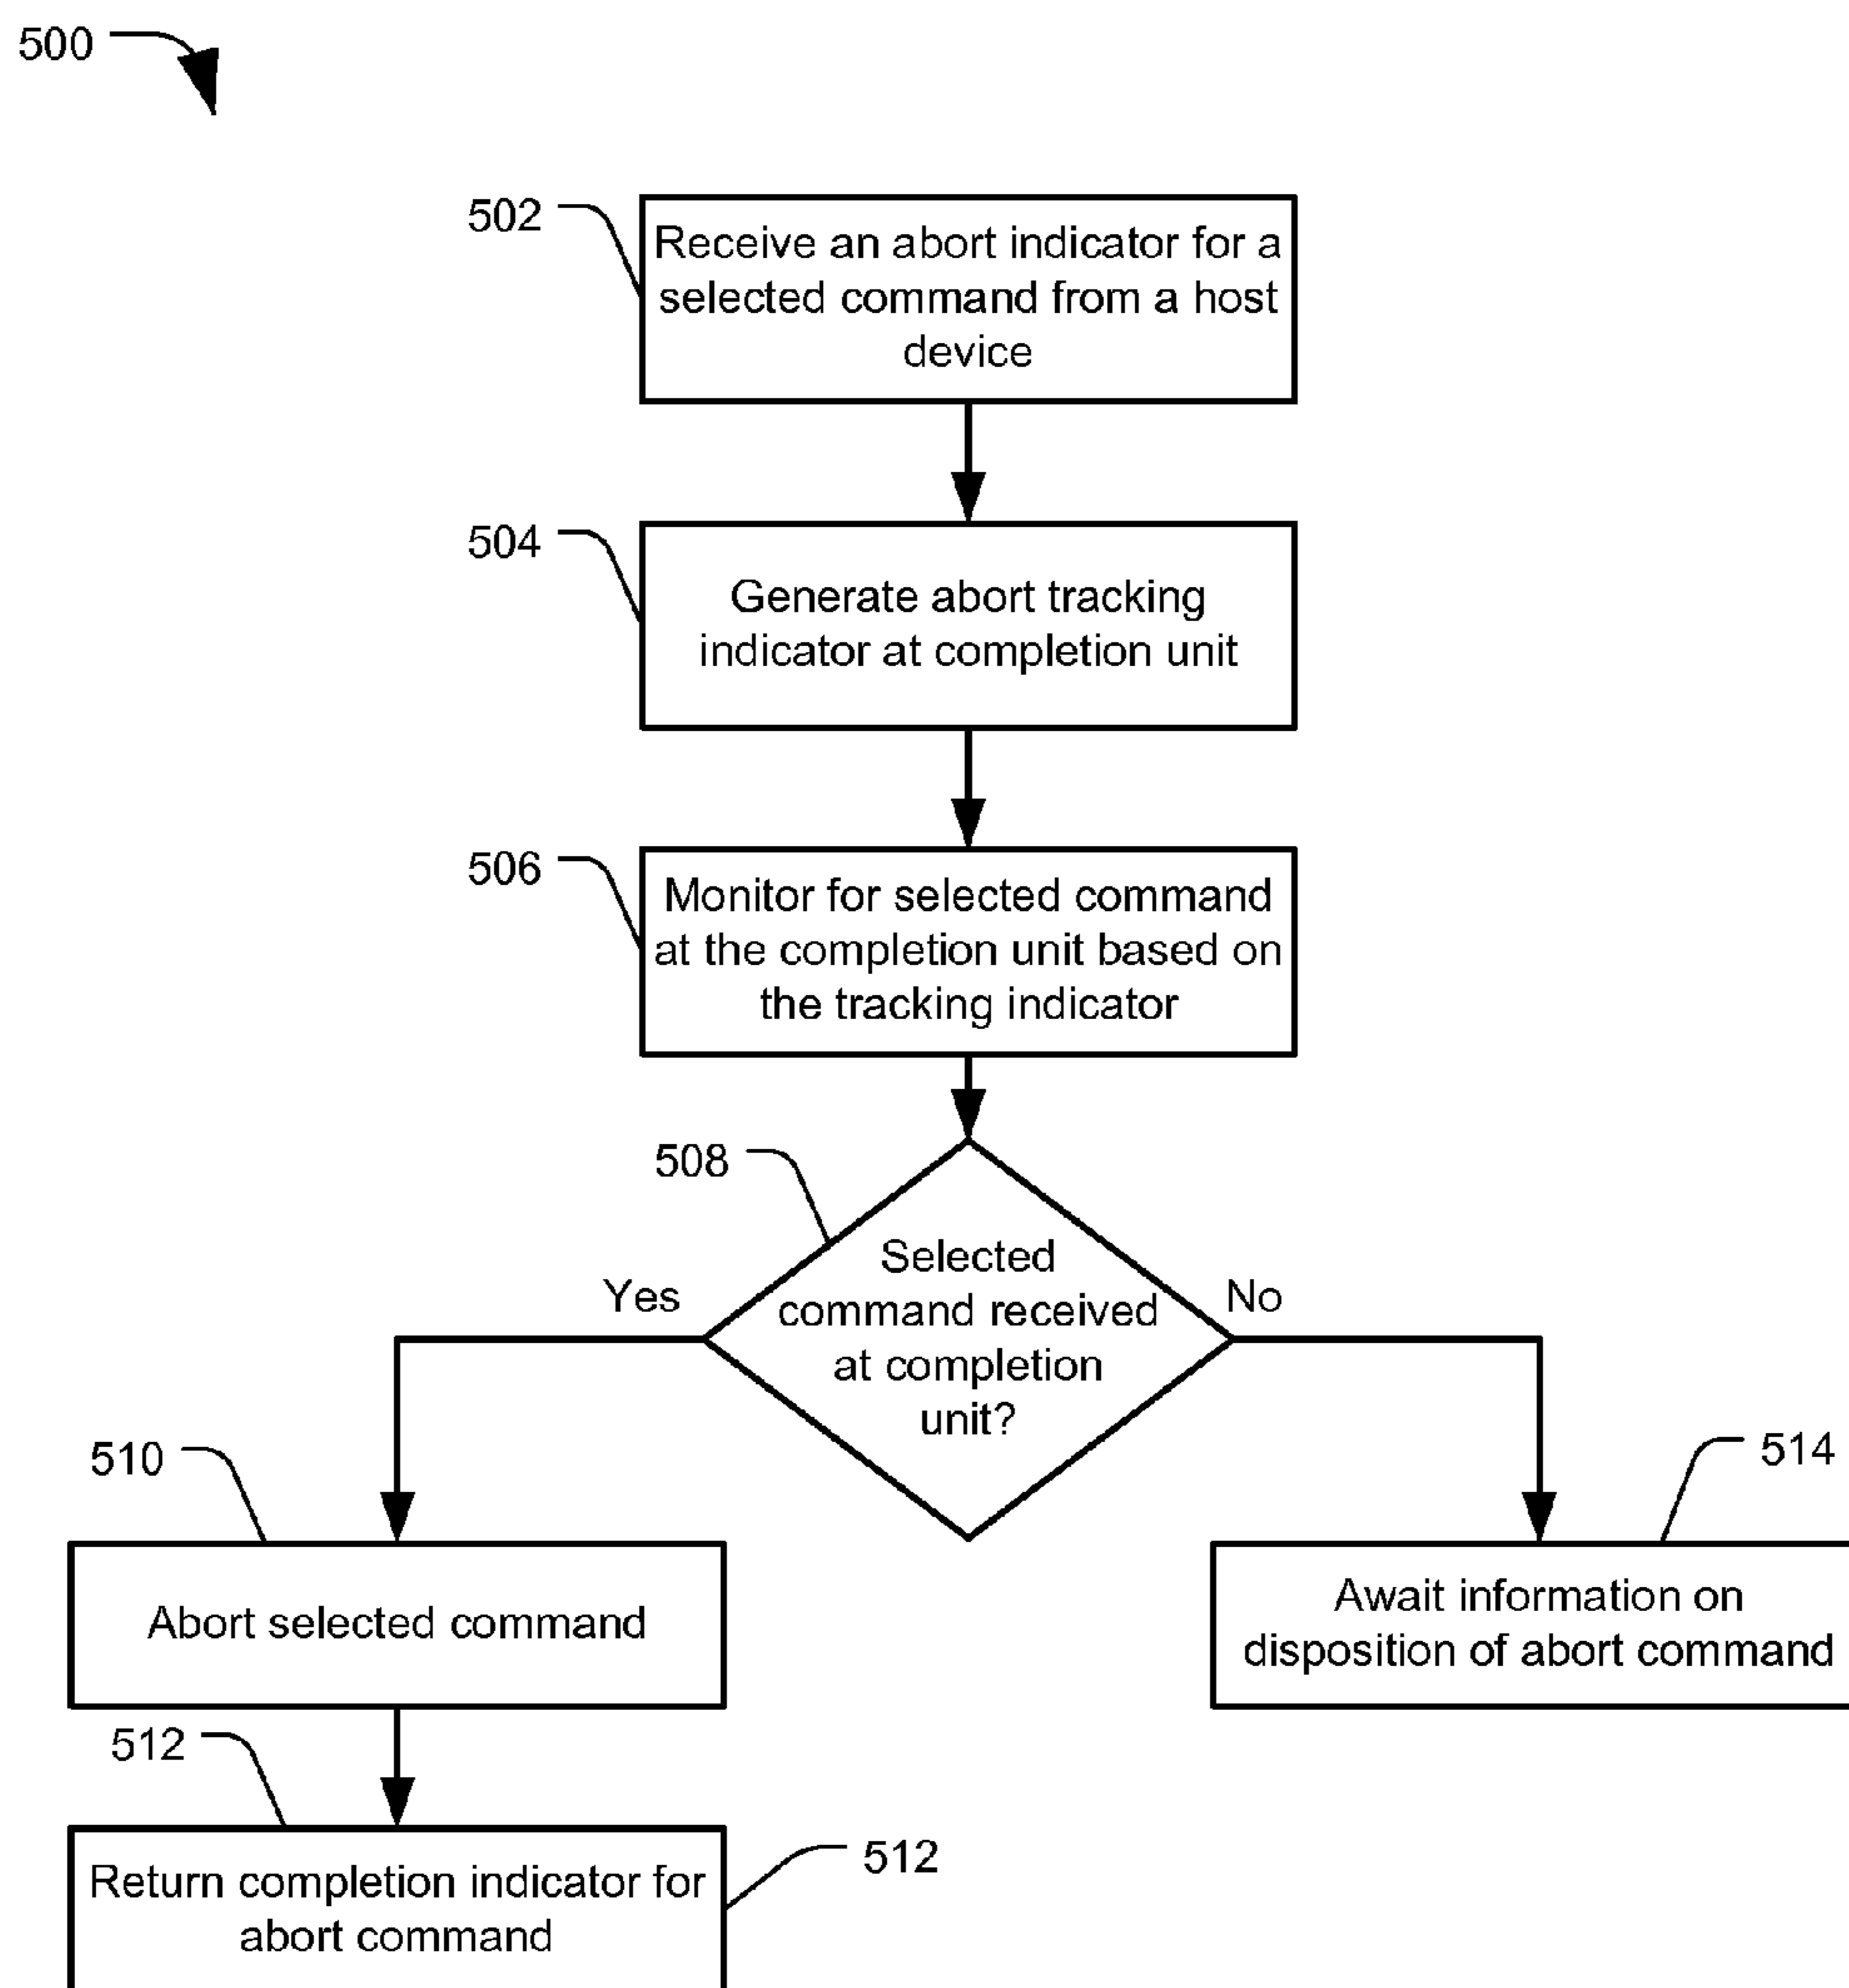 500
502
Receive an abort indicator for a
selected command from a host
device
504
Generate abort tracking
indicator at completion unit
506
Monitor for selected command
at the completion unit based on
the tracking indicator
508
Selected
command received
at completion
unit?
Yes
No
510
Abort selected command
514
Await information on
disposition of abort command
512
Return completion indicator for
abort command
512